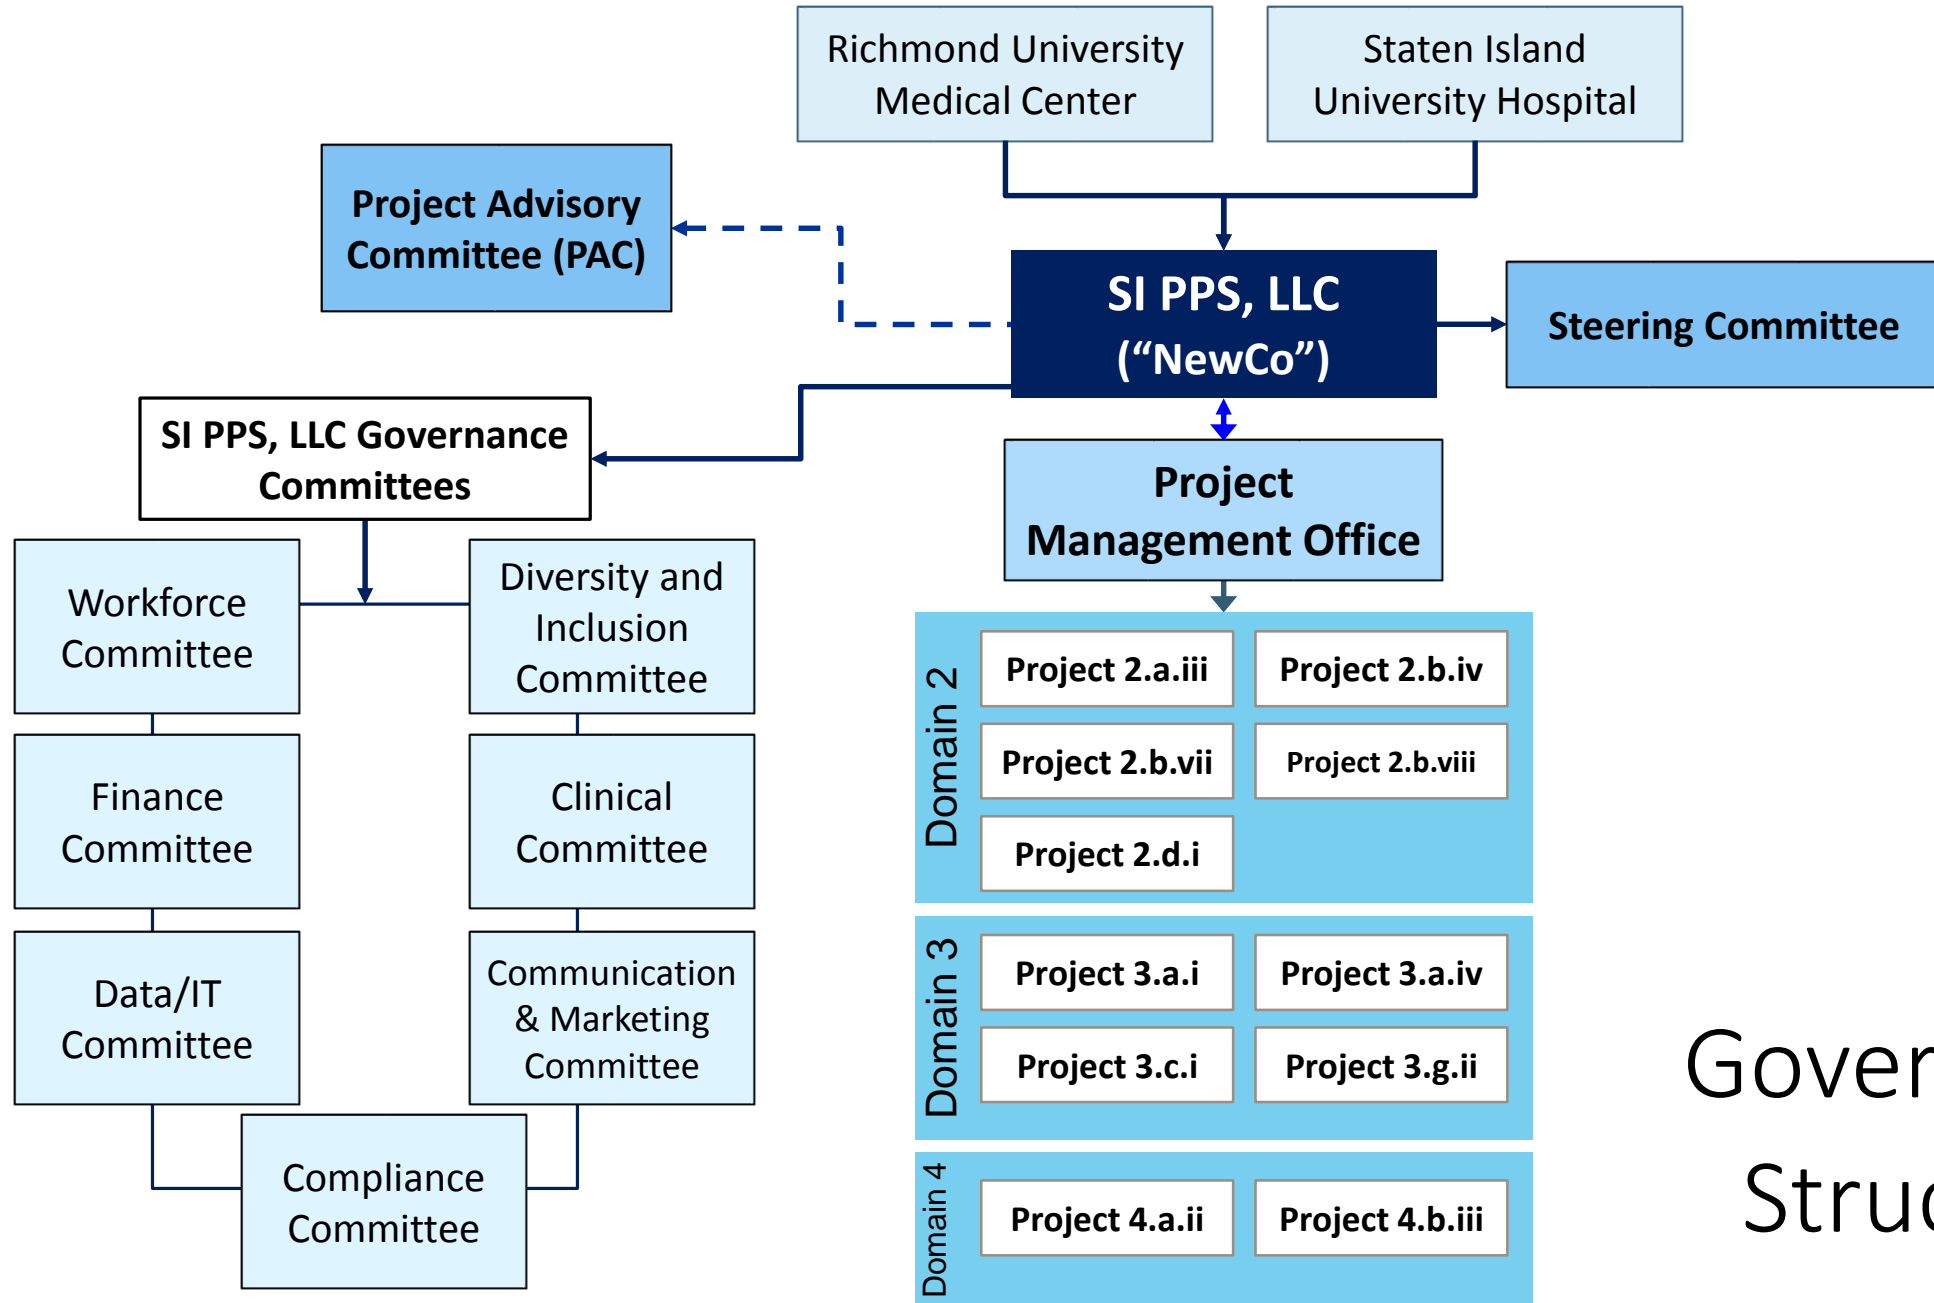 Richmond University
Medical Center
Staten Island
University Hospital
Project Advisory
Committee (PAC)
SI PPS, LLC
(“NewCo”)
Steering Committee
SI PPS, LLC Governance
Committees
Project
Management Office
Workforce
Committee
Diversity and
Inclusion
Committee
Finance
Committee
Clinical
Committee
Data/IT
Committee
Communication
& Marketing
Committee
Compliance
Committee
Domain 2
Project 2.a.iii
Project 2.b.iv
Project 2.b.vii
Project 2.b.viii
Project 2.d.i
Domain 3
Project 3.a.i
Project 3.a.iv
Project 3.c.i
Project 3.g.ii
Domain 4
Project 4.a.ii
Project 4.b.iii